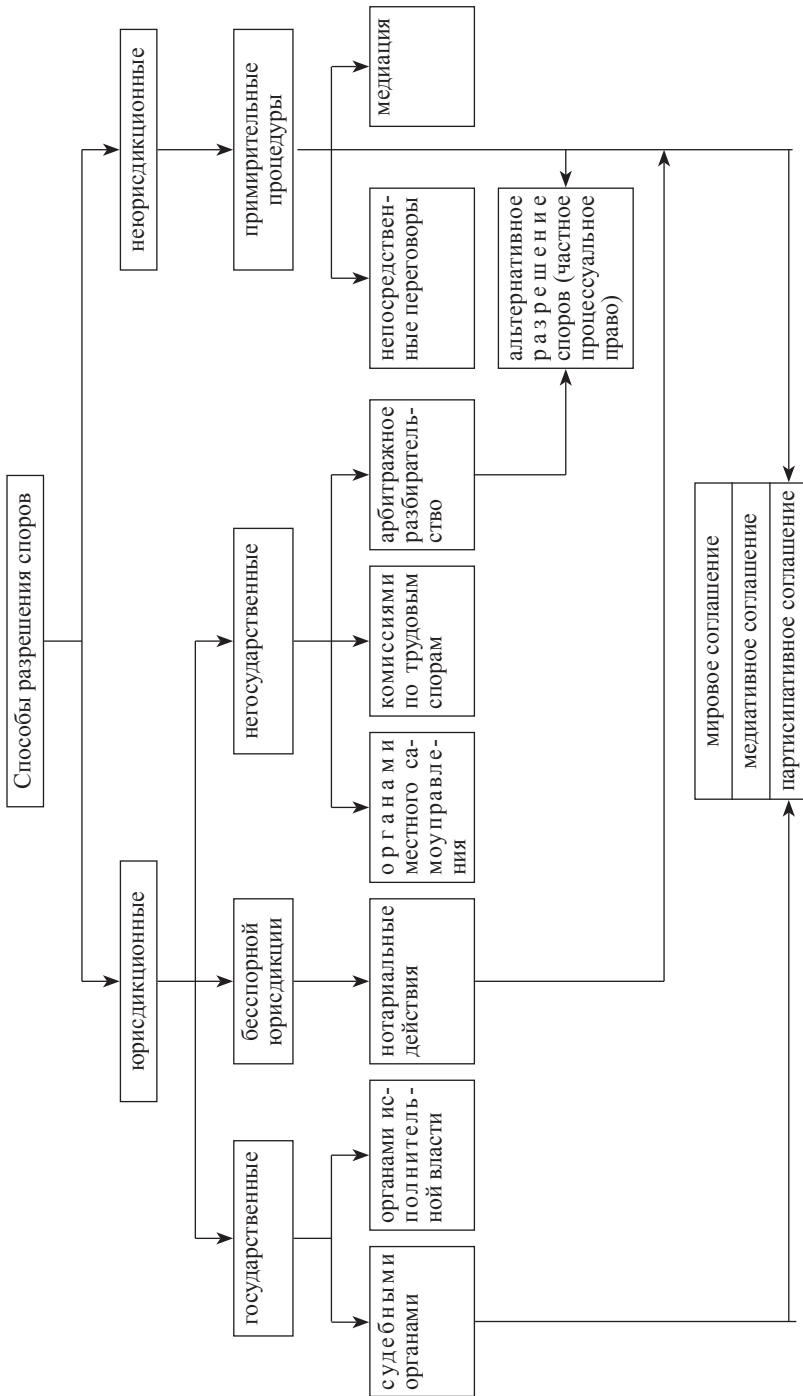 Способы разрешения споров
юрисдикционные
неюрисдикционные
государственные
бесспорной
юрисдикции
негосударственные
примирительные
процедуры
судебными
органами
органами ис-
полнитель-
ной власти
нотариальные
действия
органами
местного са-
моуправле-
ния
комиссиями
по трудовым
спорам
арбитражное
разбиратель-
ство
непосредствен-
ные переговоры
медиация
альтернативное
разрешение
споров (частное
процессуальное
право)
мировое соглашение
медиативное соглашение
партисипативное соглашение